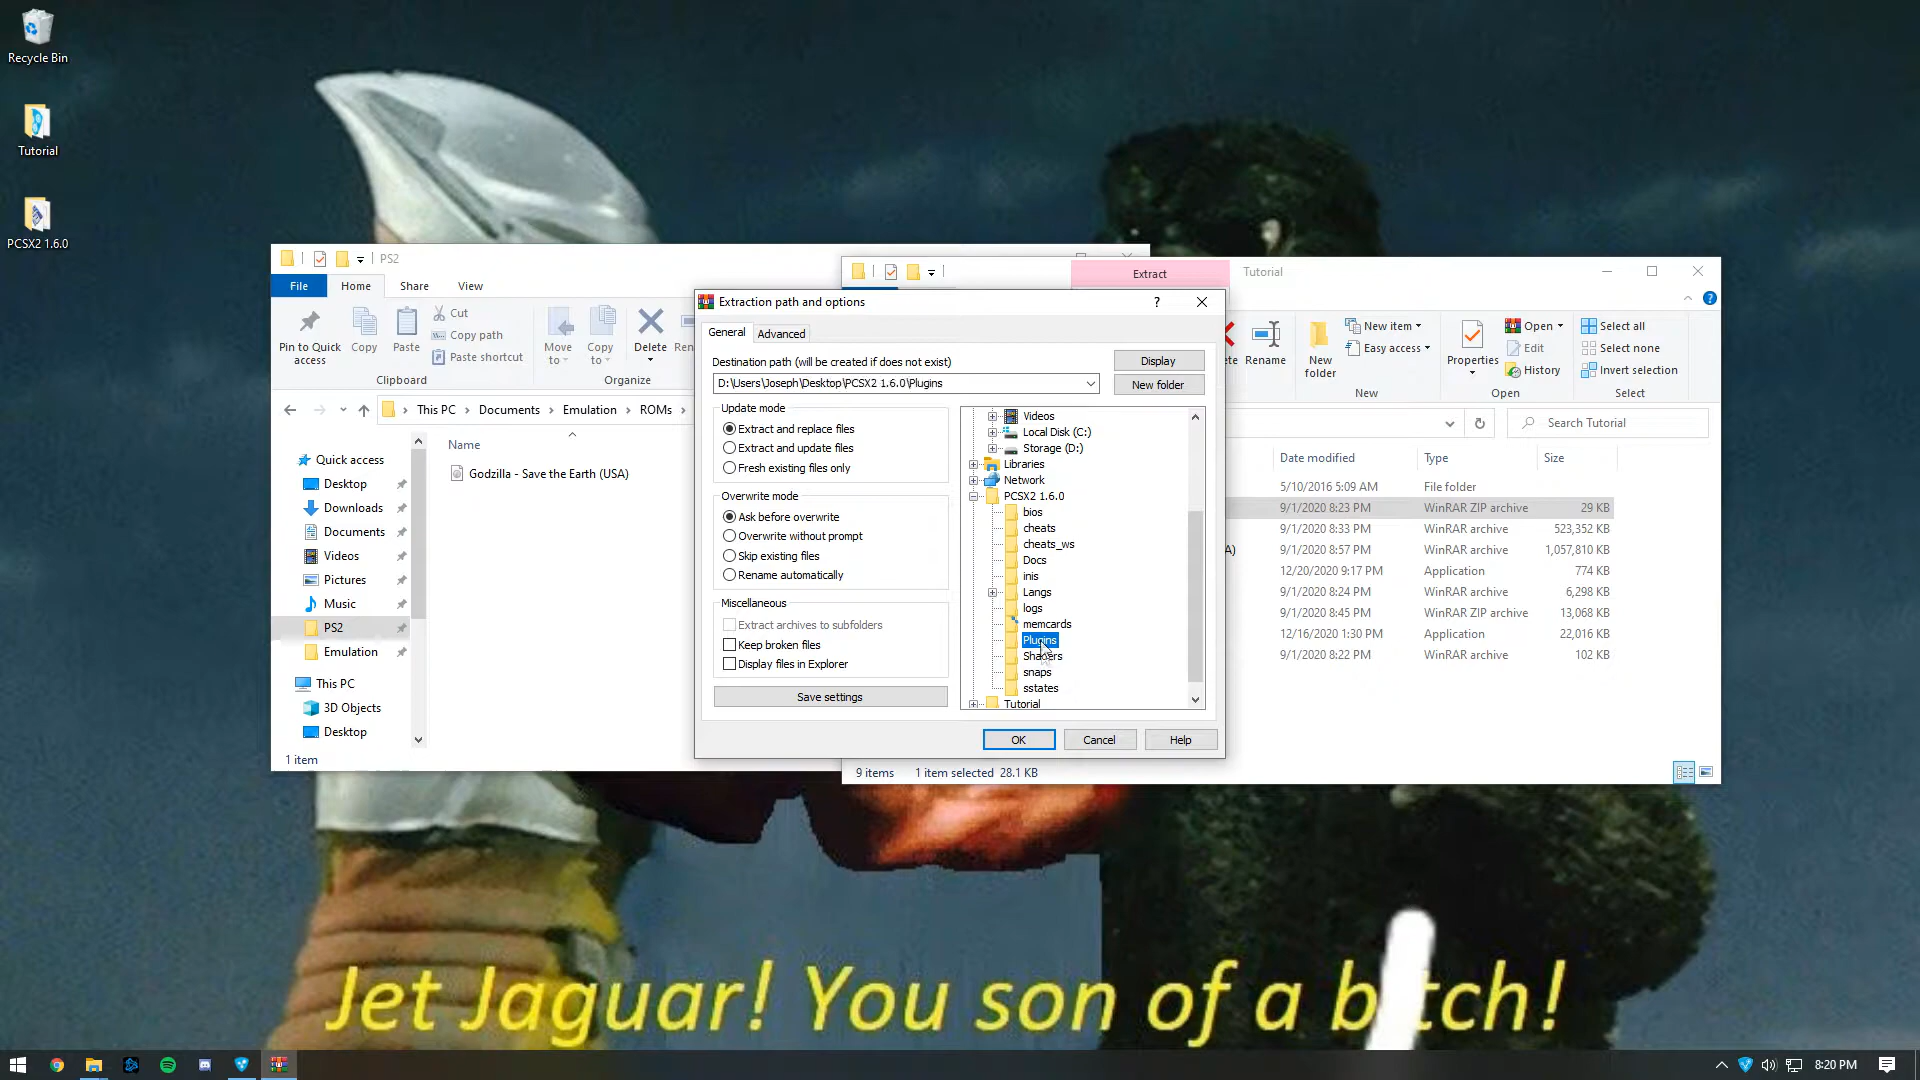 Recycle Bin
Tutorial
PCSX2 1.6.0
PS2
File
Home
Share
View
Pin to Quick
access
Copy
Paste
Cut
Copy path
Paste shortcut
Clipboard
Move
to
Copy
to
Delete
Ren
Organize
This PC
Documents
Emulation
ROMs
Quick access
Desktop
Downloads
Documents
Videos
Pictures
Music
PS2
Emulation
This PC
3D Objects
Desktop
Name
Godzilla - Save the Earth (USA)
1 item
Extraction path and options
?
General
Advanced
Destination path (will be created if does not exist)
D:\Users\Joseph\Desktop\PCSX2 1.6.0\Plugins
Display
New folder
Update mode
Extract and replace files
Extract and update files
Fresh existing files only
Overwrite mode
Ask before overwrite
Overwrite without prompt
Skip existing files
Rename automatically
Miscellaneous
Extract archives to subfolders
Keep broken files
Display files in Explorer
Save settings
Videos
Local Disk (C:)
Storage (D:)
Libraries
Network
PCSX2 1.6.0
bios
cheats
cheats_ws
Docs
inis
Langs
logs
memcards
Plugins
Shaders
snaps
sstates
Tutorial
OK
Cancel
Help
Extract
Tutorial
ete
Rename
New
folder
New item
Easy access
New
Properties
Open
Edit
History
Open
Select all
Select none
Invert selection
Select
Search Tutorial
Date modified
Type
Size
5/10/2016 5:09 AM File folder
9/1/2020 8:23 PM WinRAR ZIP archive 29 KB
9/1/2020 8:33 PM WinRAR archive 523,352 KB
A) 9/1/2020 8:57 PM WinRAR archive 1,057,810 KB
12/20/2020 9:17 PM Application 774 KB
9/1/2020 8:24 PM WinRAR archive 6,298 KB
9/1/2020 8:45 PM WinRAR ZIP archive 13,068 KB
12/16/2020 1:30 PM Application 22,016 KB
9/1/2020 8:22 PM WinRAR archive 102 KB
9 items 1 item selected 28.1 KB
Jet Jaguar! You son of a b tch!
8:20 PM